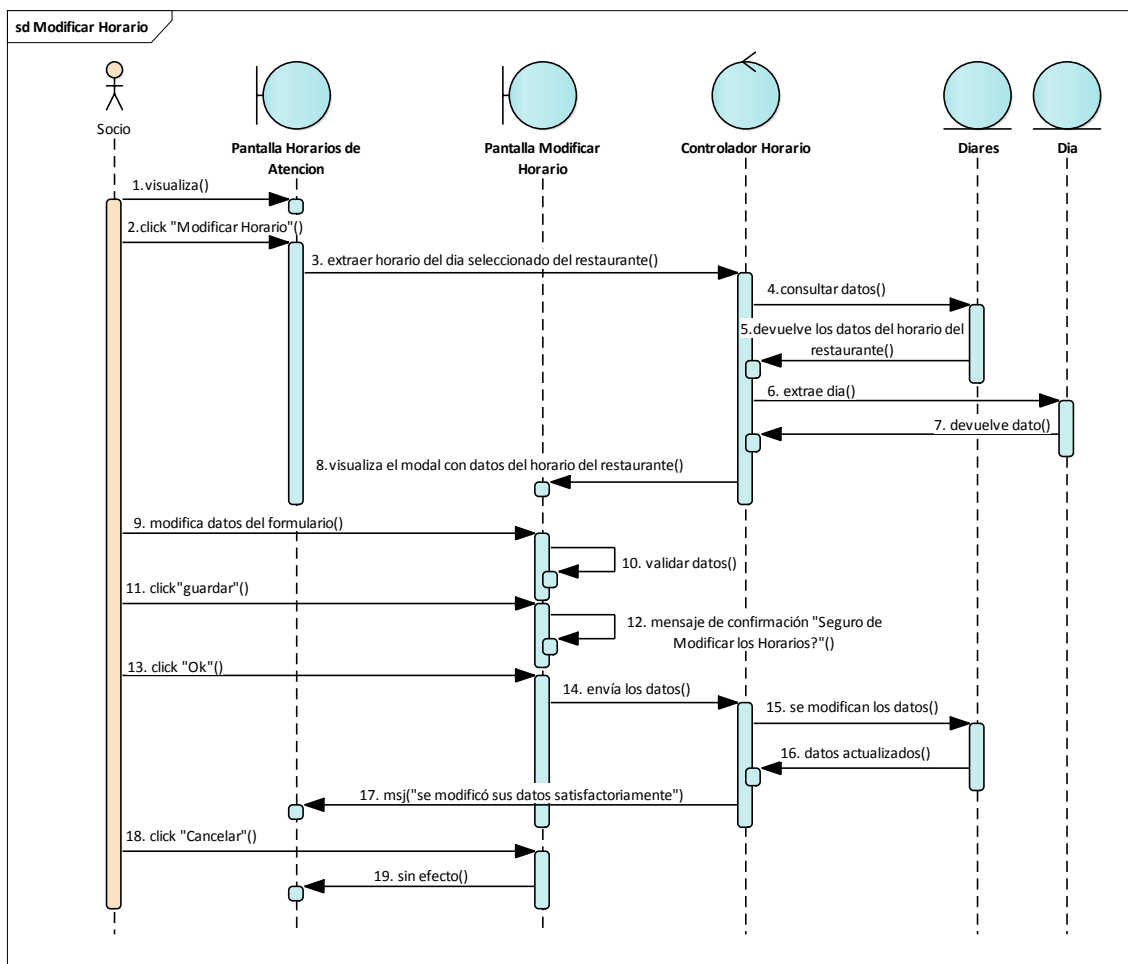 sd Modificar Horario
Socio
Pantalla Horarios de
Atencion
Pantalla Modificar
Horario
Controlador Horario
Diares
Dia
1.visualiza()
2.click "Modificar Horario"()
3. extraer horario del dia seleccionado del restaurante()
4.consultar datos()
5.devuelve los datos del horario del
restaurante()
6. extrae dia()
7. devuelve dato()
8.visualiza el modal con datos del horario del restaurante()
9. modifica datos del formulario()
10. validar datos()
11. click"guardar"()
12. mensaje de confirmación "Seguro de
Modificar los Horarios?"()
13. click "Ok"()
14. envía los datos()
15. se modifican los datos()
16. datos actualizados()
17. msj("se modificó sus datos satisfactoriamente")
18. click "Cancelar"()
19. sin efecto()